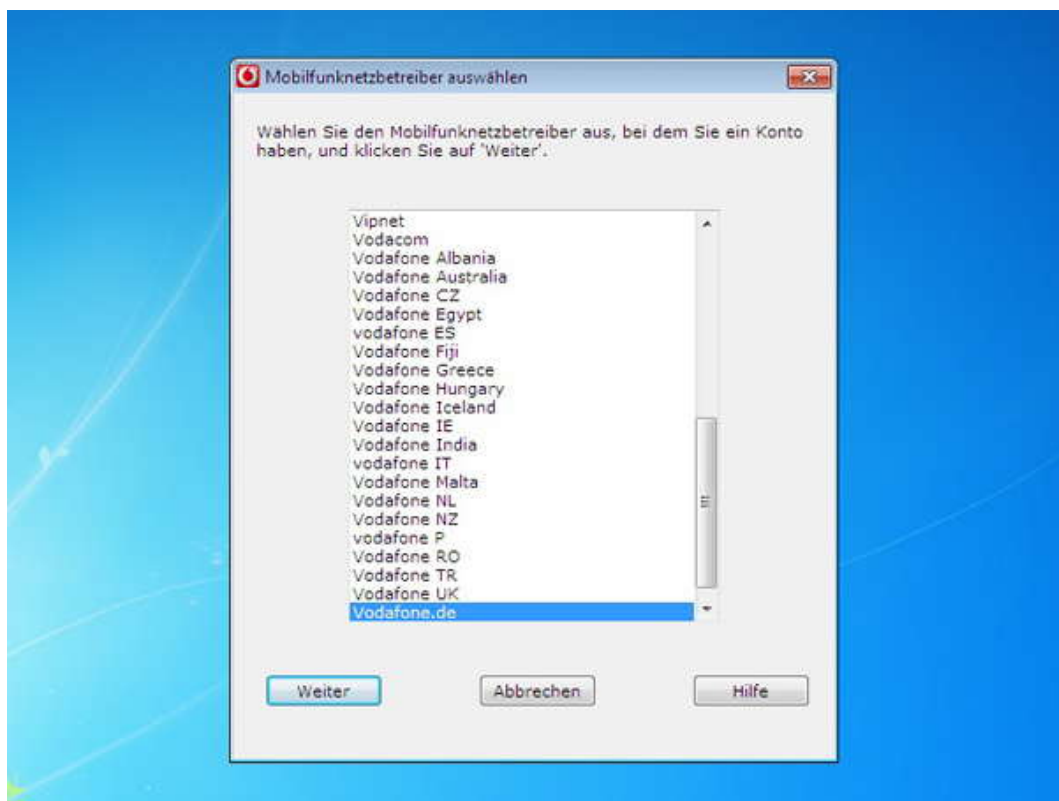 Mobilfunknetzbetreiber auswählen
Wählen Sie den Mobilfunknetzbetreiber aus, bei dem Sie ein Konto
haben, und klicken Sie auf 'Weiter'.
Vipnet
Vodacom
Vodafone Albania
Vodafone Australia
Vodafone CZ
Vodafone Egypt
vodafone ES
Vodafone Fiji
Vodafone Greece
Vodafone Hungary
Vodafone Iceland
Vodafone IE
Vodafone India
vodafone IT
Vodafone Malta
Vodafone NL
Vodafone NZ
vodafone P
Vodafone RO
Vodafone TR
Vodafone UK
Vodafone.de
Weiter Abbrechen Hilfe